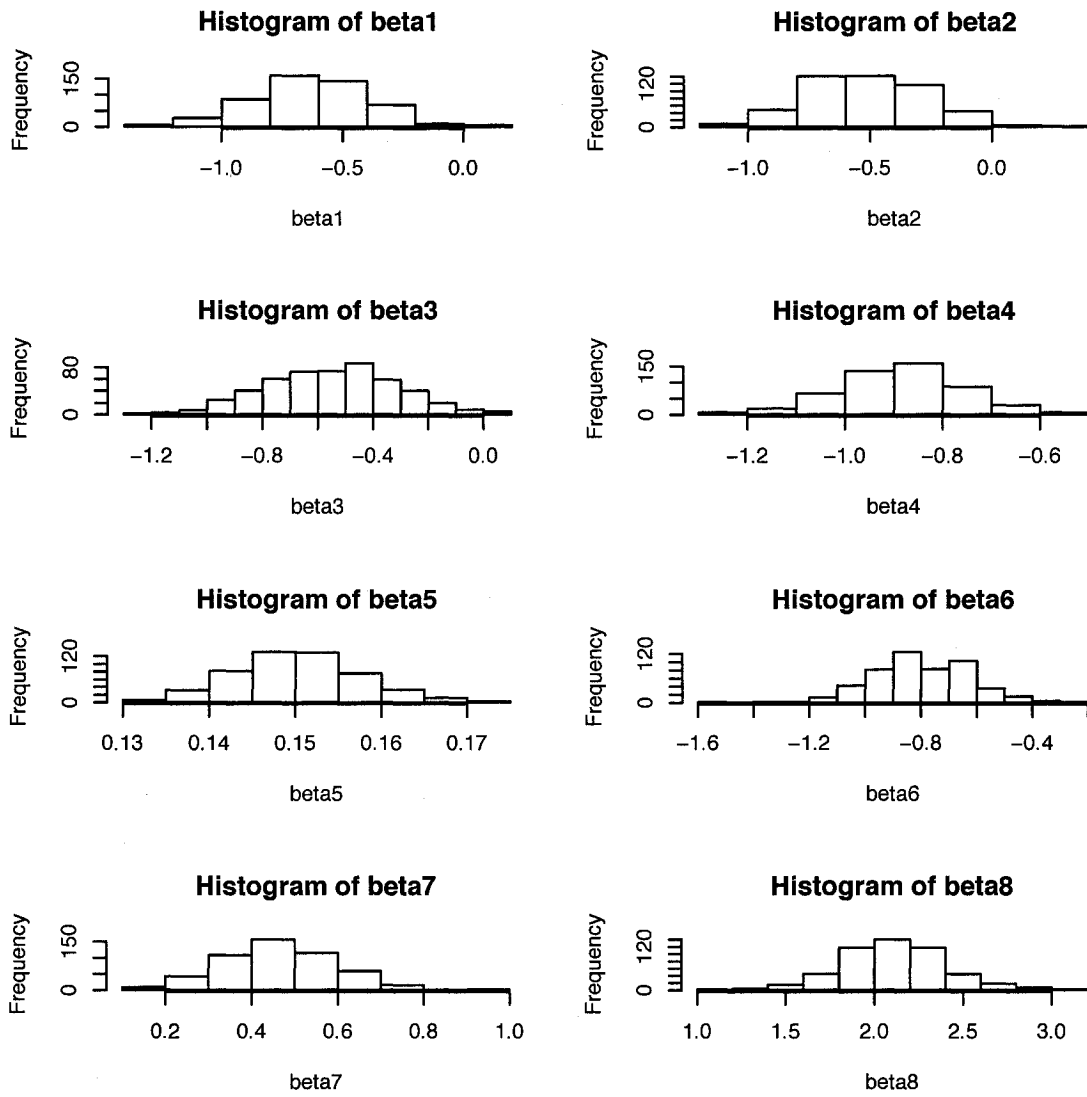 Histogram of beta1
Frequency
0 150
−1.0 −0.5 0.0
beta1
Histogram of beta2
Frequency
0 120
−1.0 −0.5 0.0
beta2
Histogram of beta3
Frequency
0 80
−1.2 −0.8 −0.4 0.0
beta3
Histogram of beta4
Frequency
0 150
−1.2 −1.0 −0.8 −0.6
beta4
Histogram of beta5
Frequency
0 120
0.13 0.14 0.15 0.16 0.17
beta5
Histogram of beta6
Frequency
0 120
−1.6 −1.2 −0.8 −0.4
beta6
Histogram of beta7
Frequency
0 150
0.2 0.4 0.6 0.8 1.0
beta7
Histogram of beta8
Frequency
0 120
1.0 1.5 2.0 2.5 3.0
beta8